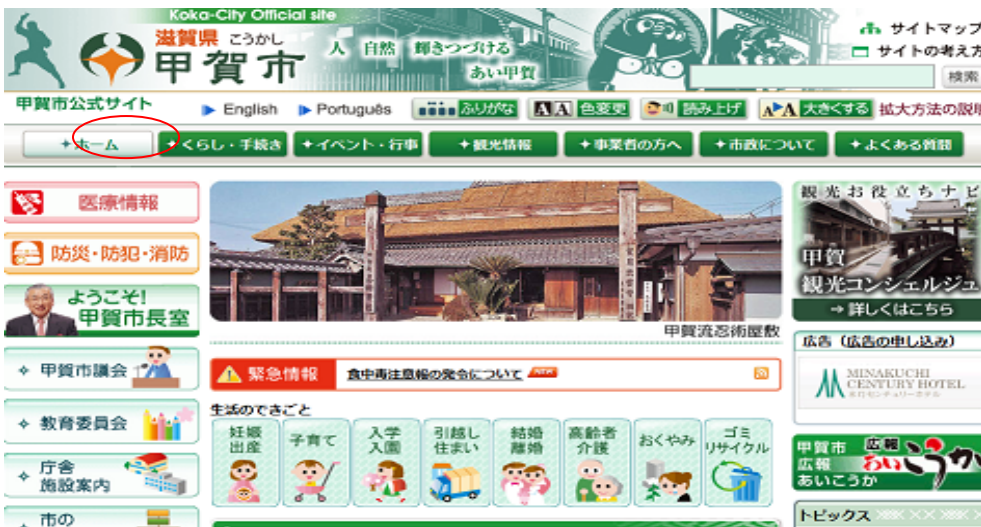 Koka-City Official site
滋賀県 こうかし
甲賀市
人 自然 輝きつづける
あい甲賀
サイトマップ
サイトの考え方
検索
甲賀市公式サイト
English
Português
ふりがな
A A 色変更
読み上げ
A A 大きくする
拡大方法の説明
ホーム
くらし・手続き
イベント・行事
観光情報
事業者の方へ
市政について
よくある質問
医療情報
防災・防犯・消防
ようこそ!
甲賀市長室
甲賀市議会
教育委員会
庁舎
施設案内
市の
甲賀流忍術屋敷
緊急情報
食中毒注意報の発令について NEW
生活のできごと
妊娠
出産
子育て
入学
入園
引越し
住まい
結婚
離婚
高齢者
介護
おくやみ
ゴミ
リサイクル
観光お役立ちナビ
甲賀
観光コンシェルジュ
→詳しくはこちら
広告 (広告の申し込み)
MINAKUCHI
CENTURY HOTEL
甲賀市
広報
あいこうか
広報
あいこうか
トピックス